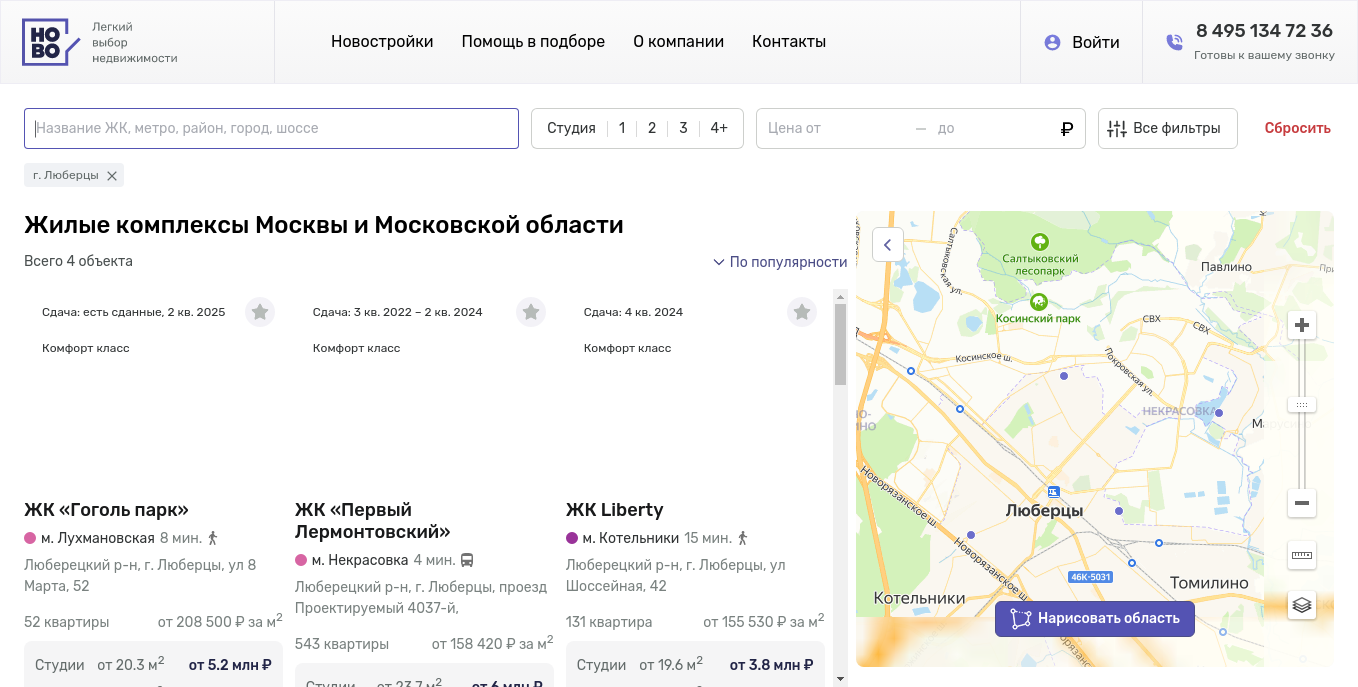 НО
ВО
Легкий
выбор
недвижимости
Новостройки
Помощь в подборе
О компании
Контакты
Войти
8 495 134 72 36
Готовы к вашему звонку
Название ЖК, метро, район, город, шоссе
Студия 1 2 3 4+
Цена от — до ₽
Все фильтры
Сбросить
г. Люберцы
Жилые комплексы Москвы и Московской области
Всего 4 объекта
По популярности
Сдача: есть сданные, 2 кв. 2025
Комфорт класс
ЖК «Гоголь парк»
м. Лухмановская 8 мин.
Люберецкий р-н, г. Люберцы, ул 8
Марта, 52
52 квартиры от 208 500 ₽ за м2
Студии от 20.3 м2 от 5.2 млн ₽
Сдача: 3 кв. 2022 – 2 кв. 2024
Комфорт класс
ЖК «Первый
Лермонтовский»
м. Некрасовка 4 мин.
Люберецкий р-н, г. Люберцы, проезд
Проектируемый 4037-й,
543 квартиры от 158 420 ₽ за м2
Студии от 23.7 м2 от 6 млн ₽
Сдача: 4 кв. 2024
Комфорт класс
ЖК Liberty
м. Котельники 15 мин.
Люберецкий р-н, г. Люберцы, ул
Шоссейная, 42
131 квартира от 155 530 ₽ за м2
Студии от 19.6 м2 от 3.8 млн ₽
Салтыковская ул.
Салтыковский
лесопарк
Павлино
Косинский парк
СВХ
СВХ
Косинское ш.
Покровская ул.
НЕКРАСОВКА
Новорязанское ш.
Люберцы
Новорязанское ш.
46К-5031
Томилино
Котельники
Нарисовать область